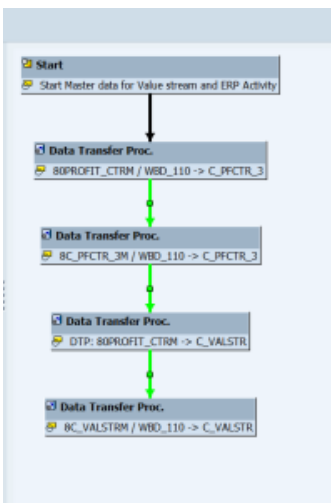 Start
Start Master data for Value stream and ERP Activity
Data Transfer Proc.
80PROFIT_CTRM / WBD_110 -> C_PFCTR_3
Data Transfer Proc.
8C_PFCTR_3M / WBD_110 -> C_PFCTR_3
Data Transfer Proc.
DTP: 80PROFIT_CTRM -> C_VALSTR
Data Transfer Proc.
8C_VALSTRM / WBD_110 -> C_VALSTR